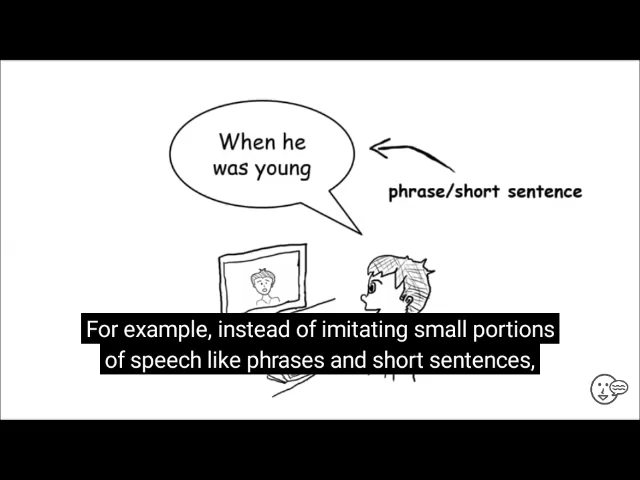 When he
was young
phrase/short sentence
For example, instead of imitating small portions
of speech like phrases and short sentences,